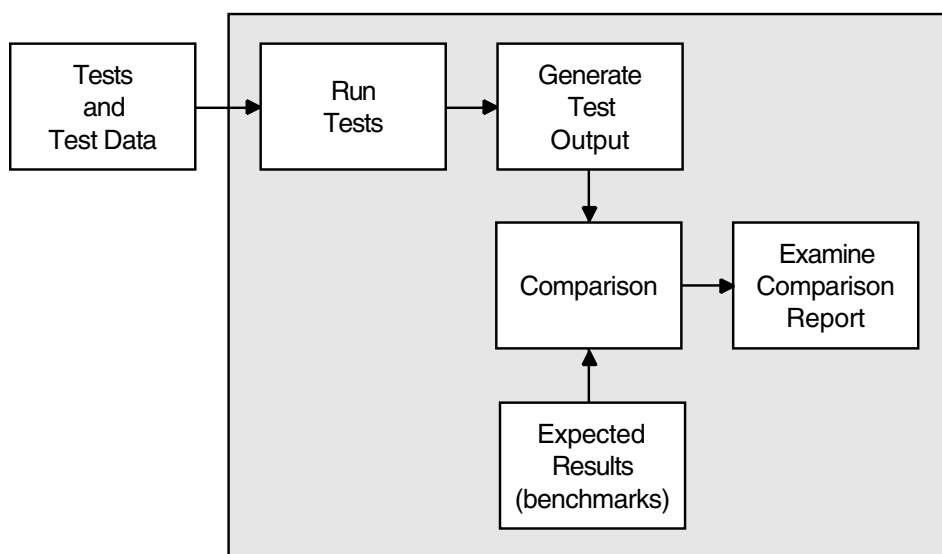 Tests
and
Test Data
Run
Tests
Generate
Test
Output
Comparison
Examine
Comparison
Report
Expected
Results
(benchmarks)